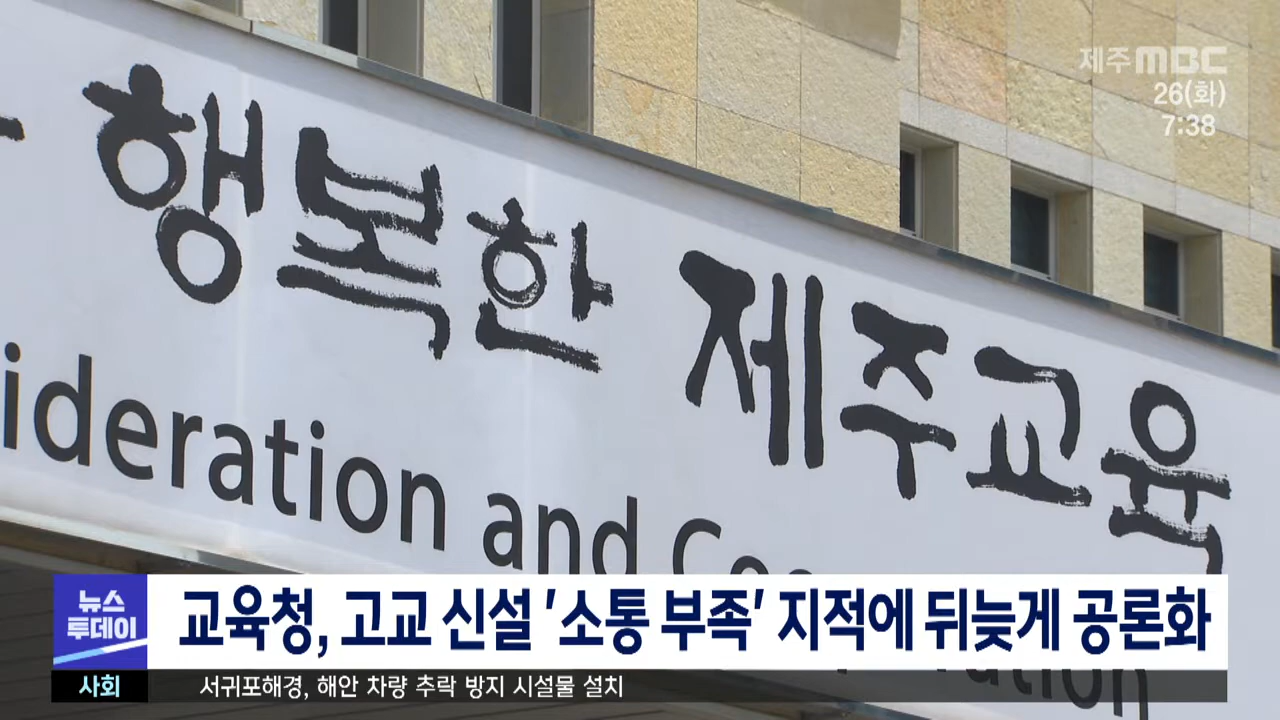 제주MBC
26(화)
7:38
행복한 제주교육
ideration and
뉴스
투데이
교육청, 고교 신설 '소통 부족' 지적에 뒤늦게 공론화
사회
서귀포해경, 해안 차량 추락 방지 시설물 설치